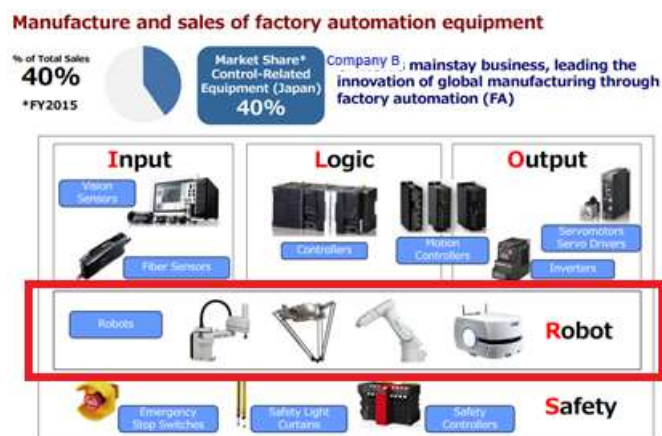 Manufacture and sales of factory automation equipment
% of Total Sales
40%
*FY2015
Market Share*
Control-Related
Equipment (Japan)
40%
Company B
mainstay business, leading the
innovation of global manufacturing through
factory automation (FA)
Input
Logic
Output
Vision
Sensors
Fiber Sensors
Controllers
Motion
Controllers
Servomotors
Servo Drivers
Inverters
Robots
Robot
Emergency
Stop Switches
Safety Light
Curtains
Safety
Controllers
Safety